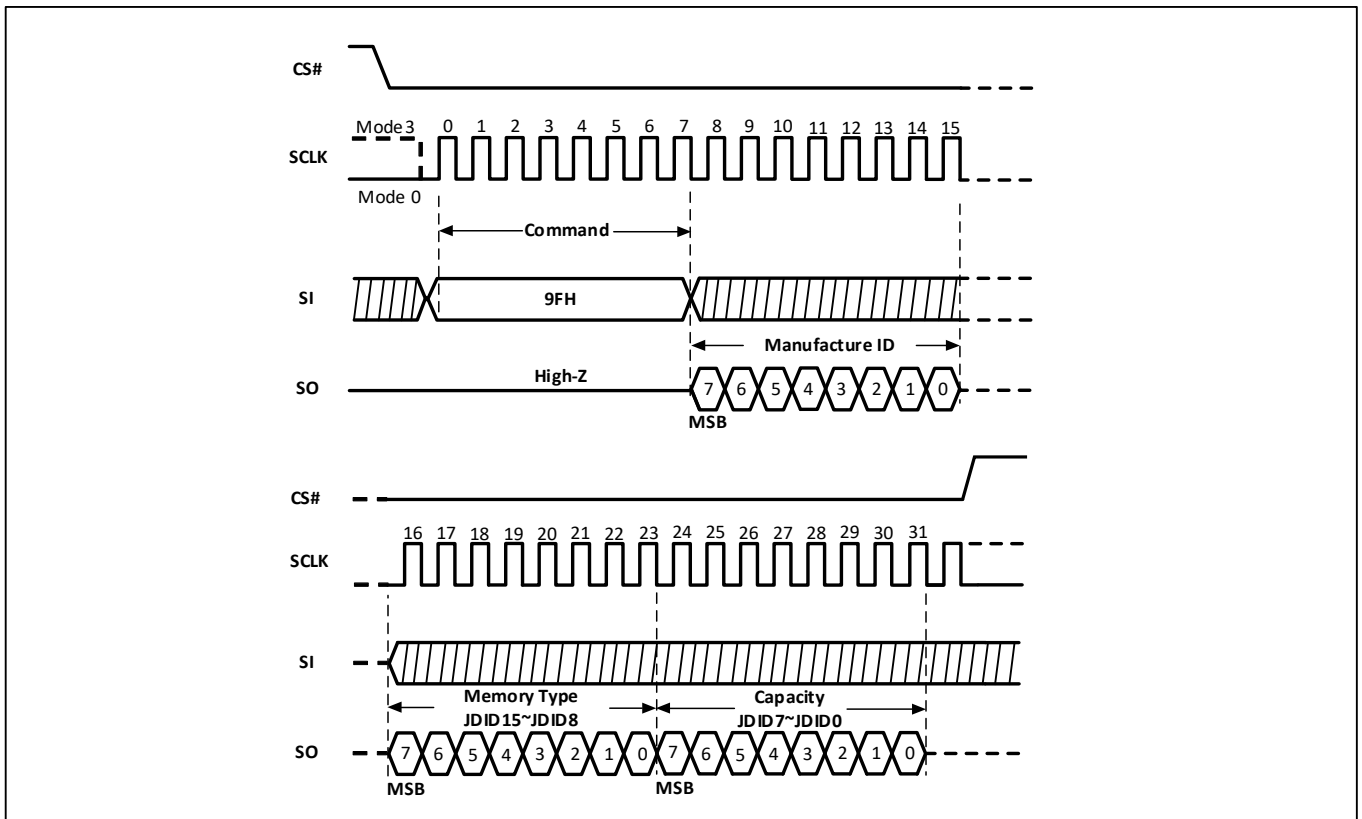 CS#
Mode 3 0 1 2 3 4 5 6 7 8 9 10 11 12 13 14 15
SCLK
Mode 0
Command
SI 9FH
Manufacture ID
High-Z
SO 7 6 5 4 3 2 1 0
MSB
CS#
16 17 18 19 20 21 22 23 24 25 26 27 28 29 30 31
SCLK
SI
Memory Type Capacity
JDID15~JDID8 JDID7~JDID0
SO 7 6 5 4 3 2 1 0 7 6 5 4 3 2 1 0
MSB MSB